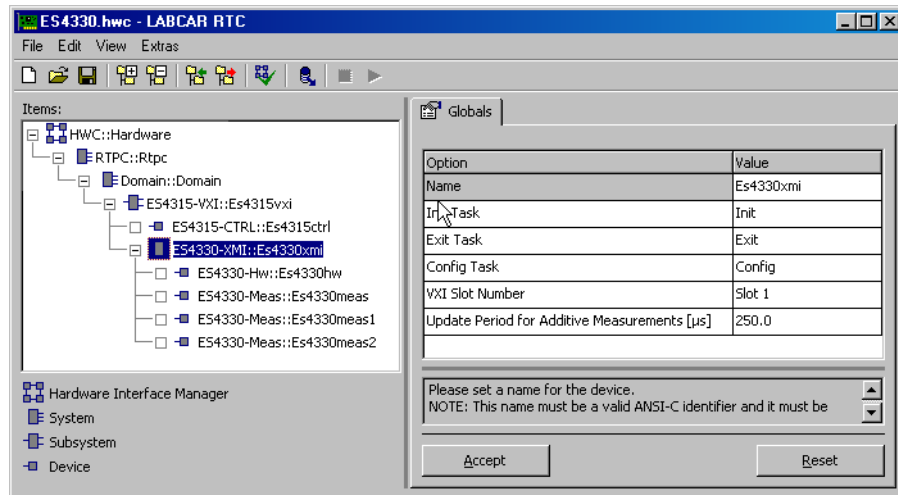 ES4330.hwc - LABCAR RTC
File Edit View Extras
Items:
HWC::Hardware
RTPC::Rtpc
Domain::Domain
ES4315-VXI::Es4315vxi
ES4315-CTRL::Es4315ctrl
ES4330-XMI::Es4330xmi
ES4330-Hw::Es4330hw
ES4330-Meas::Es4330meas
ES4330-Meas::Es4330meas1
ES4330-Meas::Es4330meas2
Hardware Interface Manager
System
Subsystem
Device
Globals
Option Value
Name Es4330xmi
Task Init
Exit Task Exit
Config Task Config
VXI Slot Number Slot 1
Update Period for Additive Measurements [µs] 250.0
Please set a name for the device.
NOTE: This name must be a valid ANSI-C identifier and it must be
Accept Reset